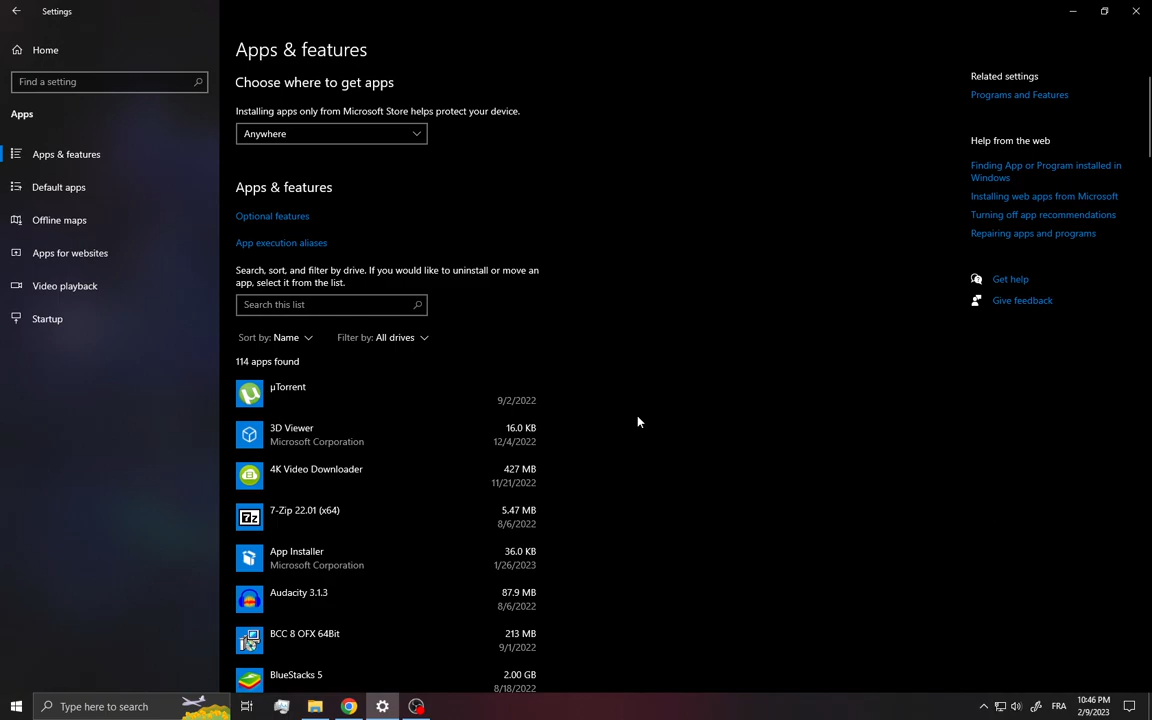 Settings
Home
Find a setting
Apps
Apps & features
Default apps
Offline maps
Apps for websites
Video playback
Startup
Apps & features
Choose where to get apps
Installing apps only from Microsoft Store helps protect your device.
Anywhere
Apps & features
Optional features
App execution aliases
Search, sort, and filter by drive. If you would like to uninstall or move an
app, select it from the list.
Search this list
Sort by: Name
Filter by: All drives
114 apps found
µTorrent
9/2/2022
3D Viewer
16.0 KB
Microsoft Corporation
12/4/2022
4K Video Downloader
427 MB
11/21/2022
7z
7-Zip 22.01 (x64)
5.47 MB
8/6/2022
App Installer
36.0 KB
Microsoft Corporation
1/26/2023
Audacity 3.1.3
87.9 MB
8/6/2022
BCC 8 OFX 64Bit
213 MB
9/1/2022
BlueStacks 5
2.00 GB
8/18/2022
Related settings
Programs and Features
Help from the web
Finding App or Program installed in
Windows
Installing web apps from Microsoft
Turning off app recommendations
Repairing apps and programs
Get help
Give feedback
Type here to search
FRA
10:46 PM
2/9/2023